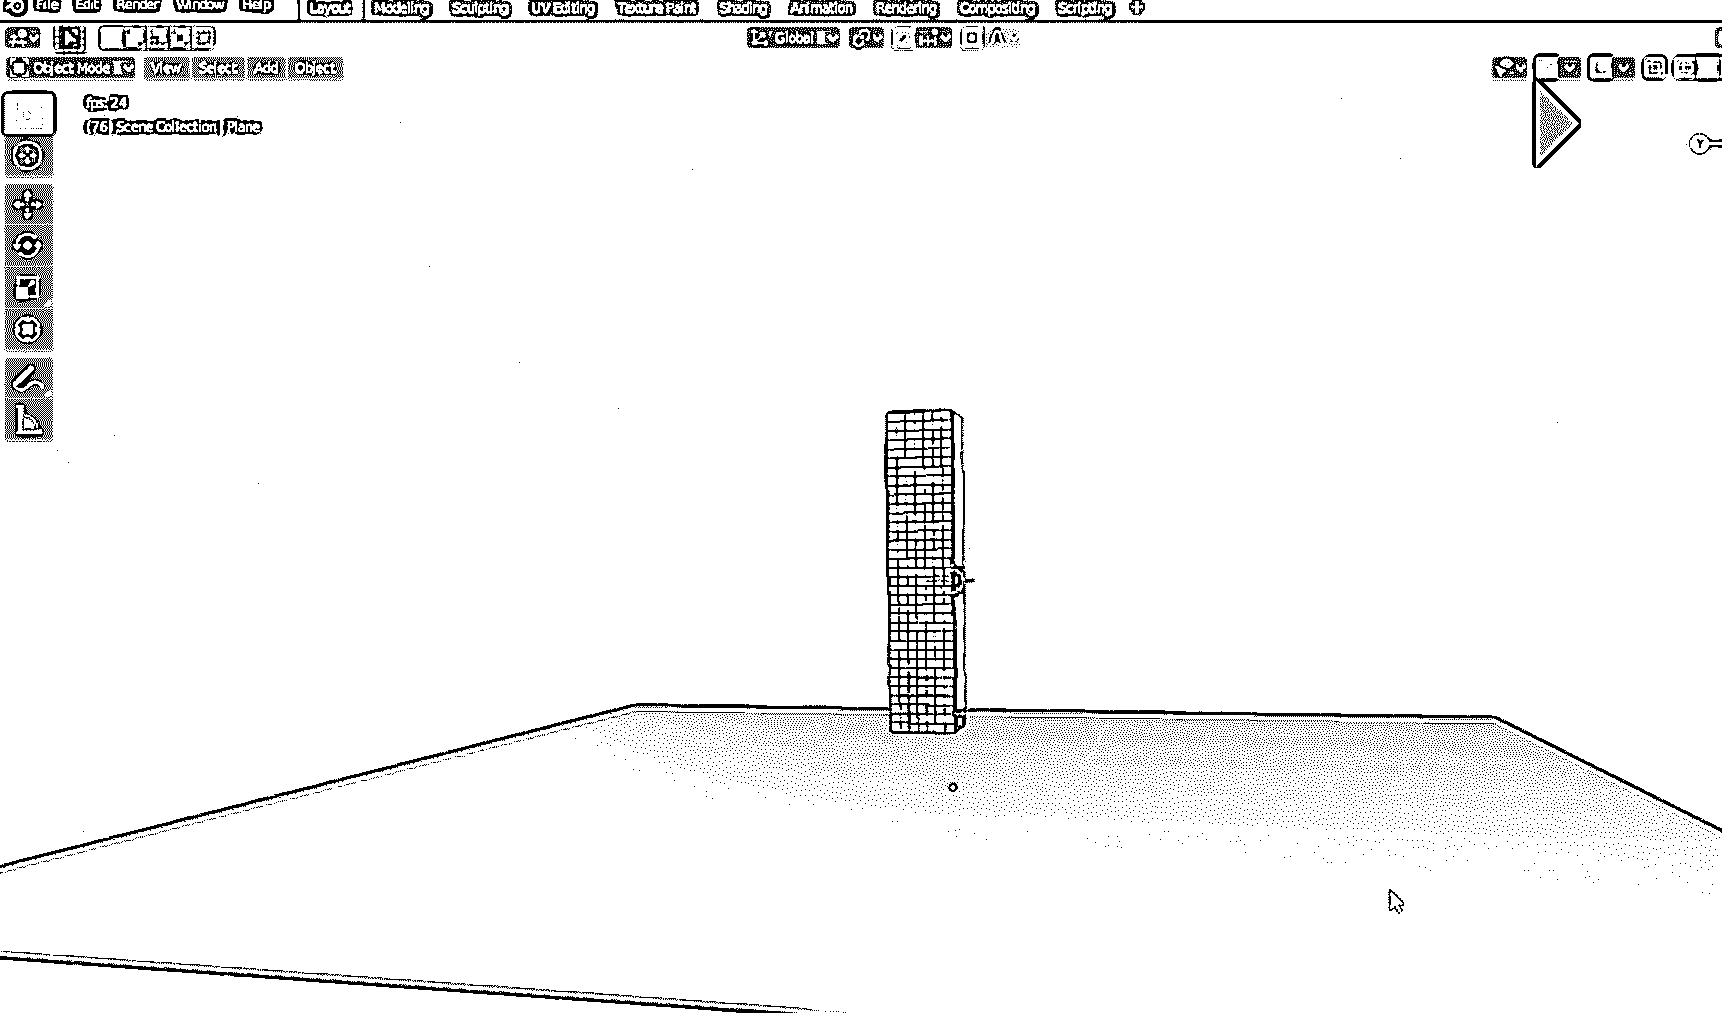 File Edit Render Window Help Layout Modeling Sculpting UV Editing Texture Paint Shading Animation Rendering Compositing Scripting +
Global
Object Mode View Select Add Object
fps: 24
(76) Scene Collection | Plane
Y